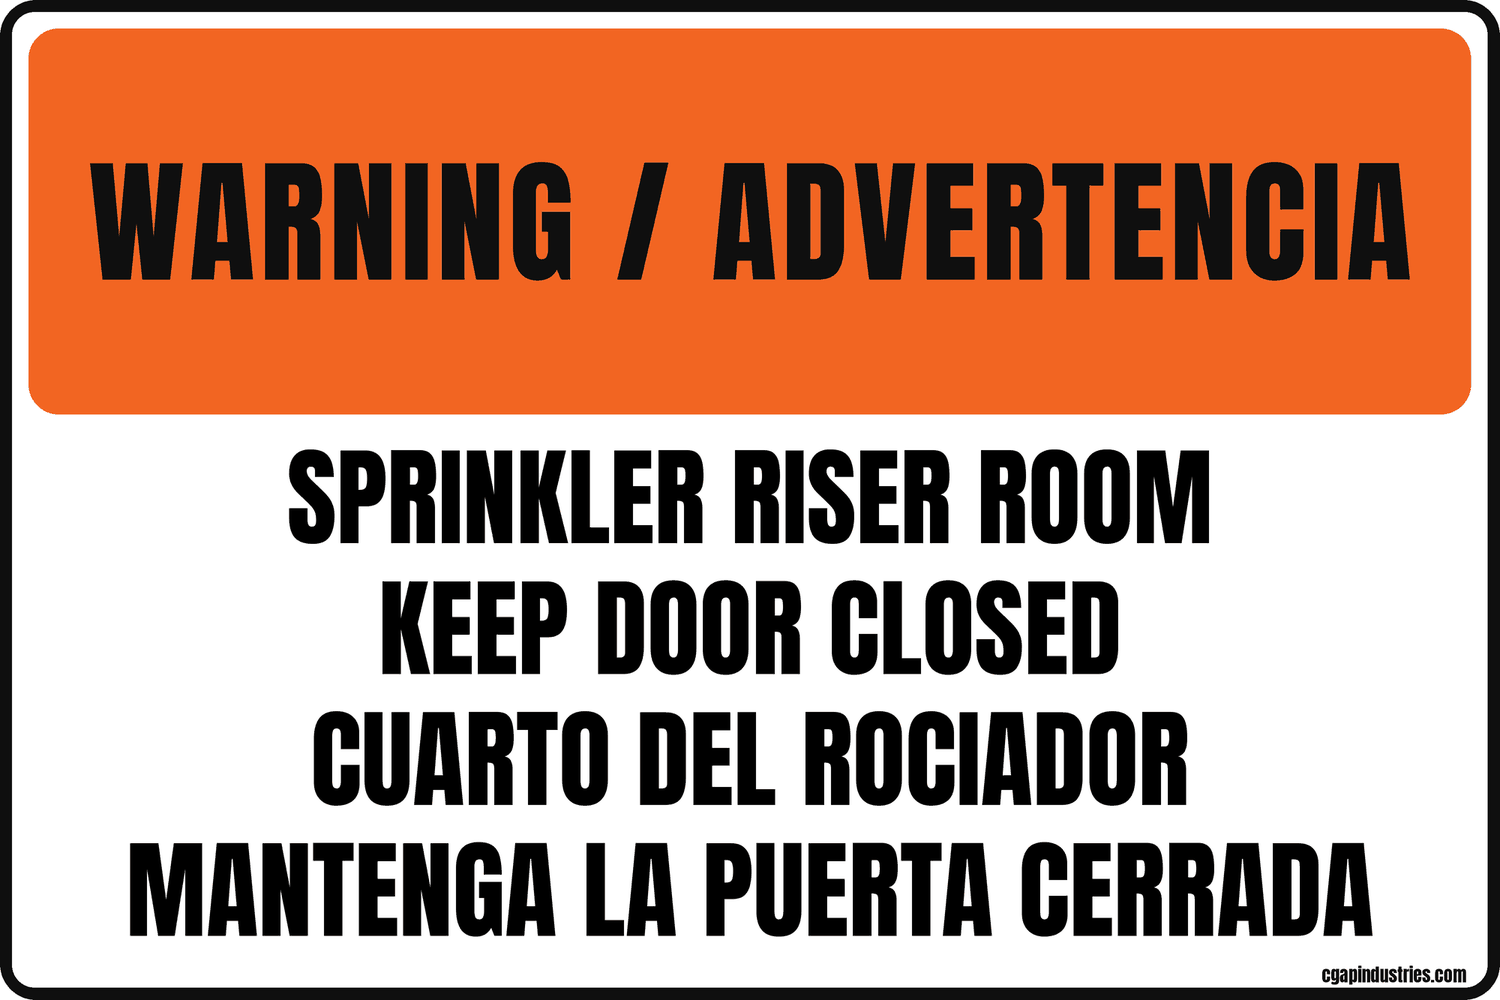 WARNING / ADVERTENCIA
SPRINKLER RISER ROOM
KEEP DOOR CLOSED
CUARTO DEL ROCIADOR
MANTENGA LA PUERTA CERRADA
cgapindustries.com